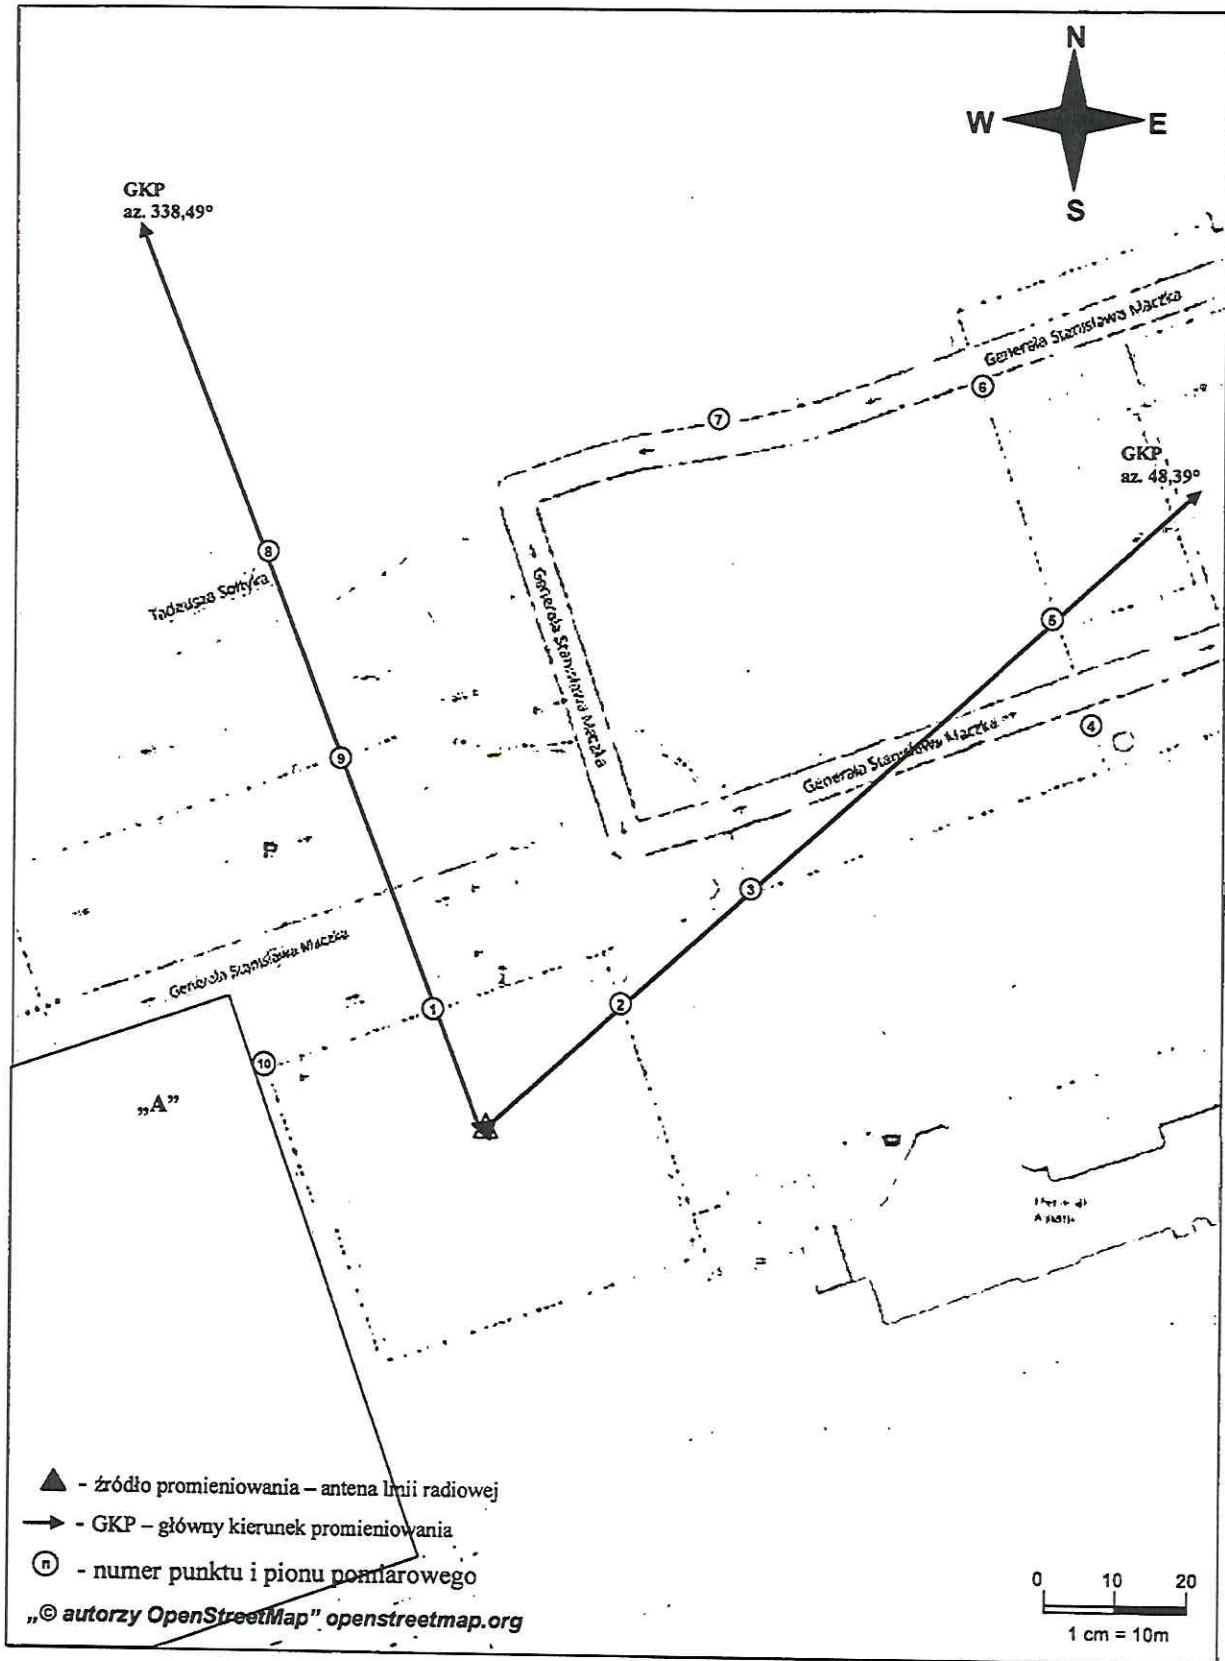 N
W E
S
GKP
az. 338,49°
Generała Stanisława Maczka
6
7
GKP
az. 48,39°
8
Tadeusza Sołtyka
Generała Stanisława Maczka
5
4
9
Generała Stanisława Maczka
P
3
Generała Stanisława Maczka
1
2
10
„A”
- źródło promieniowania – antena linii radiowej
- GKP – główny kierunek promieniowania
n - numer punktu i pionu pomiarowego
„© autorzy OpenStreetMap” openstreetmap.org
0 10 20
1 cm = 10m